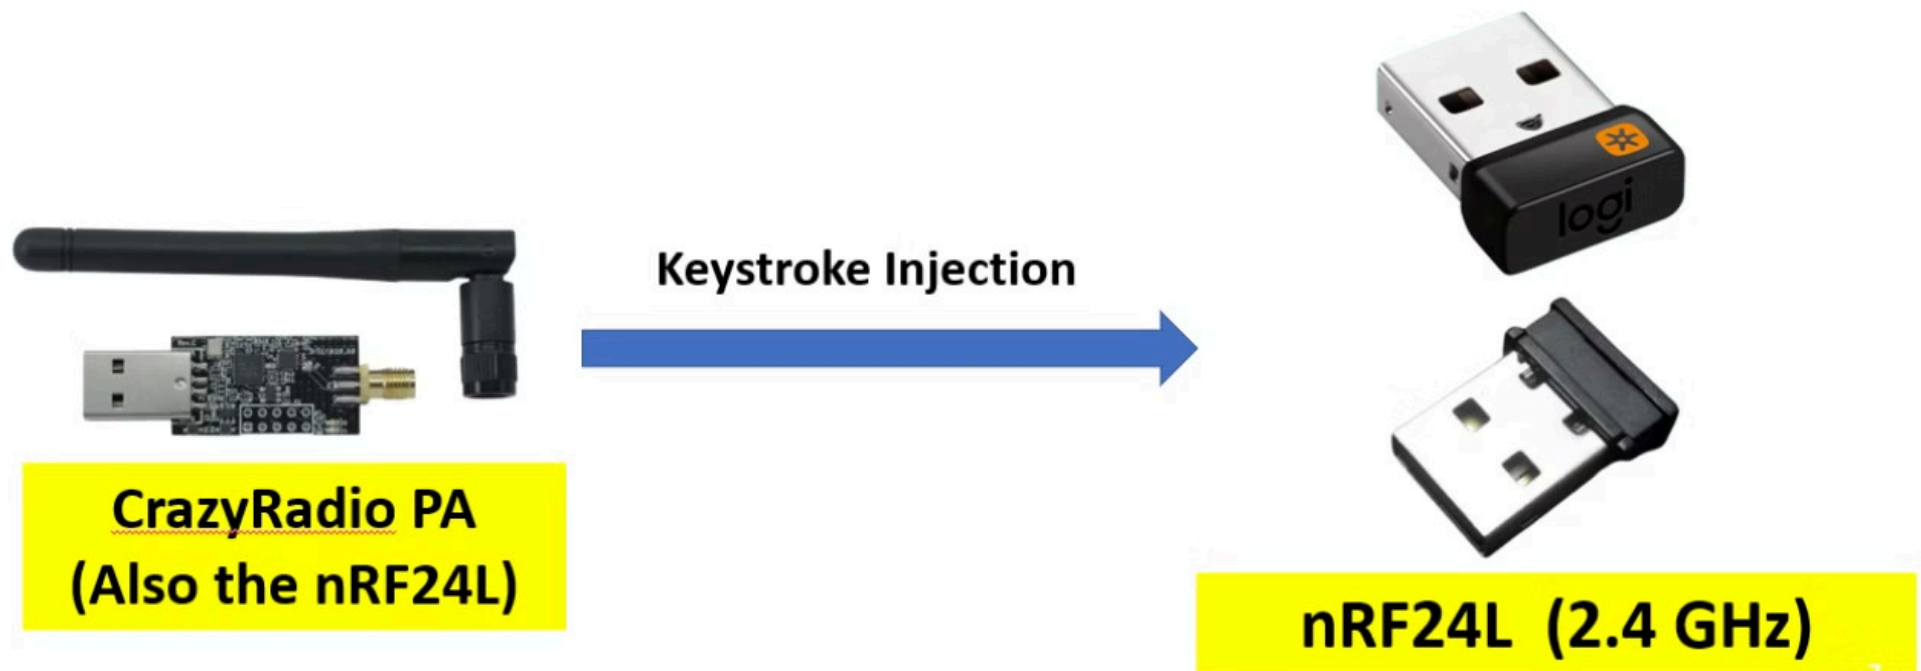 Keystroke Injection
logi
CrazyRadio PA
(Also the nRF24L)
nRF24L (2.4 GHz)